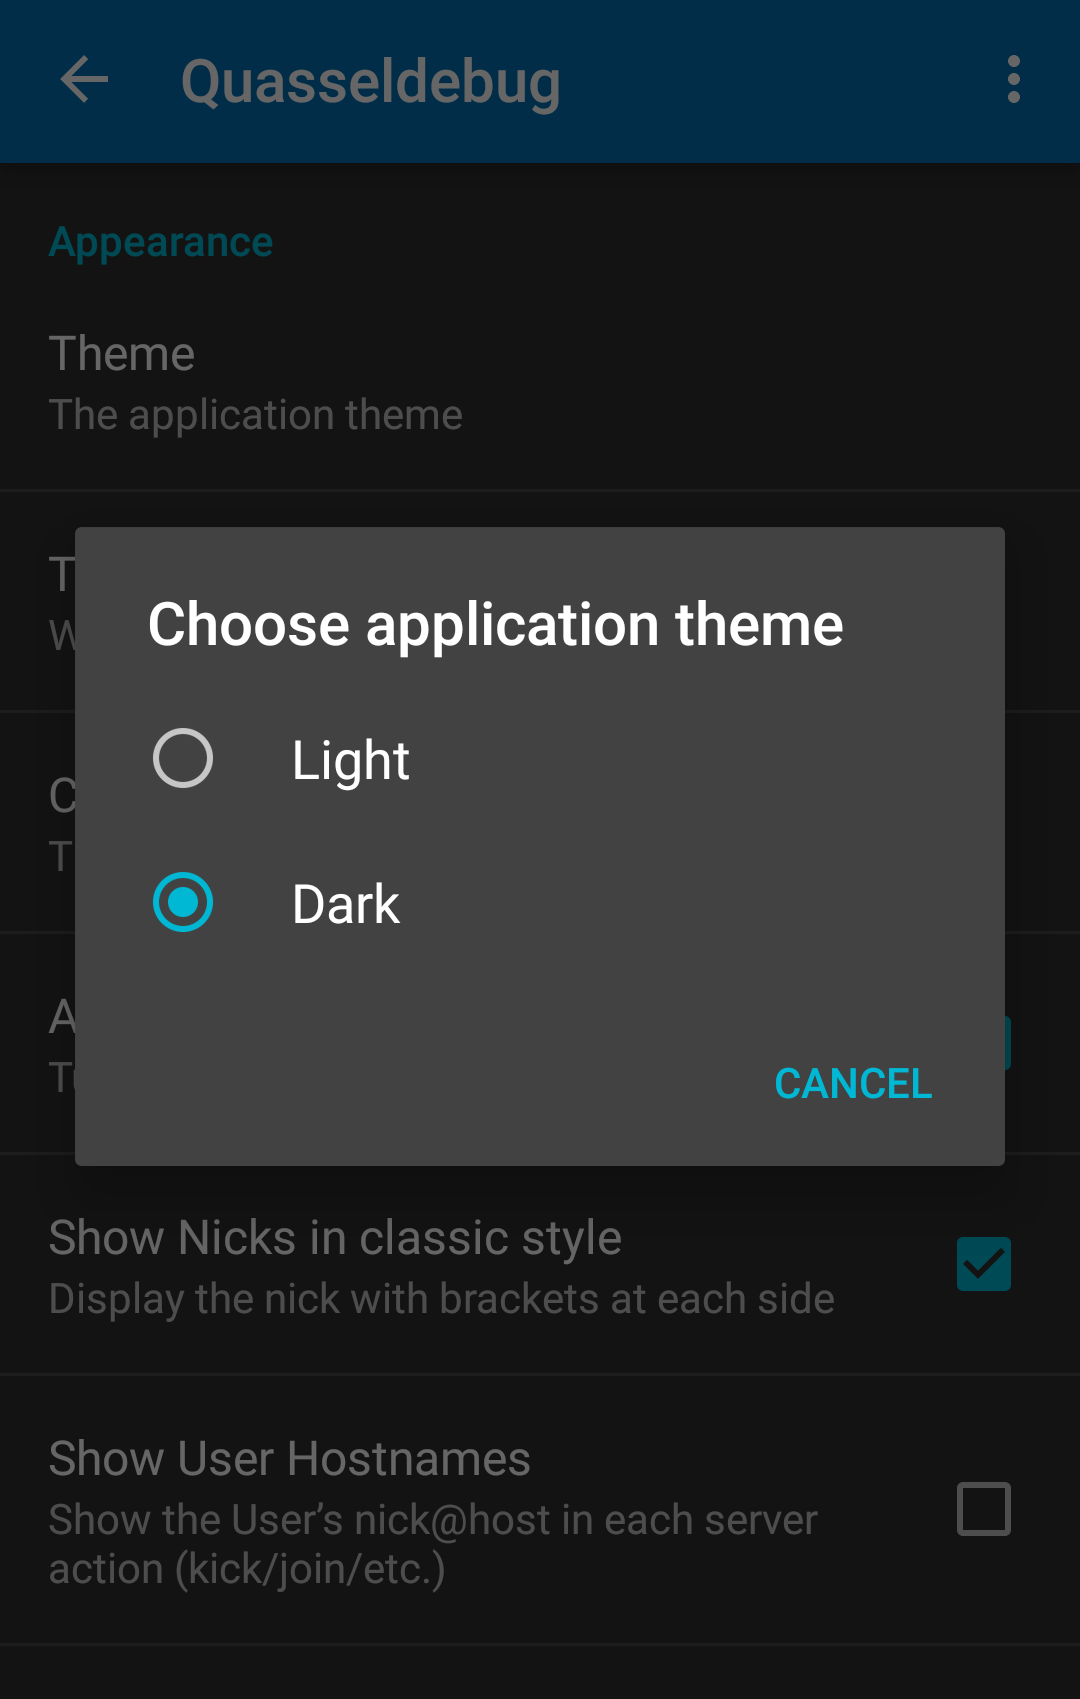 Quasseldebug
Appearance
Theme
The application theme
Choose application theme
Light
Dark
CANCEL
Show Nicks in classic style
Display the nick with brackets at each side
Show User Hostnames
Show the User’s nick@host in each server
action (kick/join/etc.)